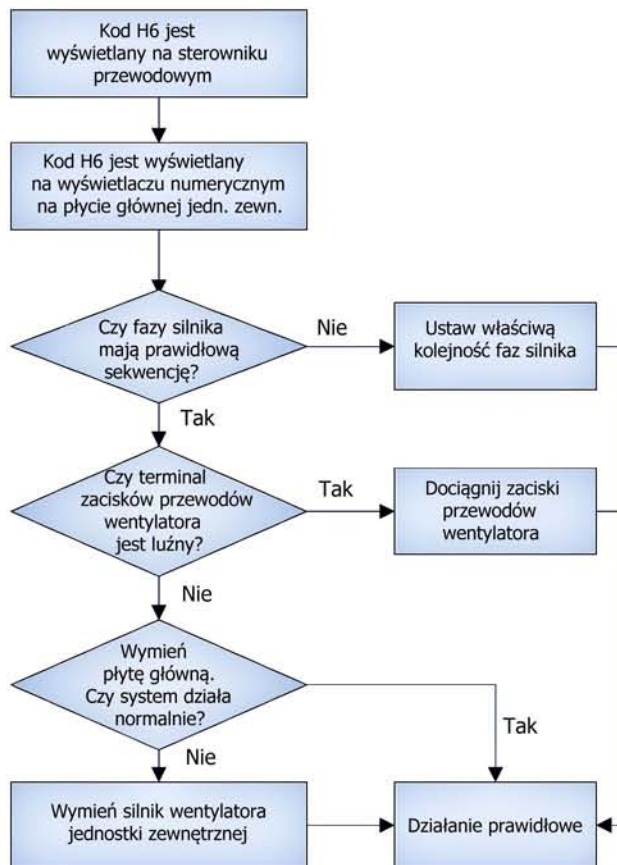 Kod H6 jest
wyświetlany na sterowniku
przewodowym
Kod H6 jest wyświetlany
na wyświetlaczu numerycznym
na płycie głównej jedn. zewn.
Czy fazy silnika
mają prawidłową
sekwencję?
Nie
Ustaw właściwą
kolejność faz silnika
Tak
Czy terminal
zacisków przewodów
wentylatora
jest luźny?
Tak
Dociągnij zaciski
przewodów
wentylatora
Nie
Wymień
płytę główną.
Czy system działa
normalnie?
Tak
Nie
Wymień silnik wentylatora
jednostki zewnętrznej
Działanie prawidłowe